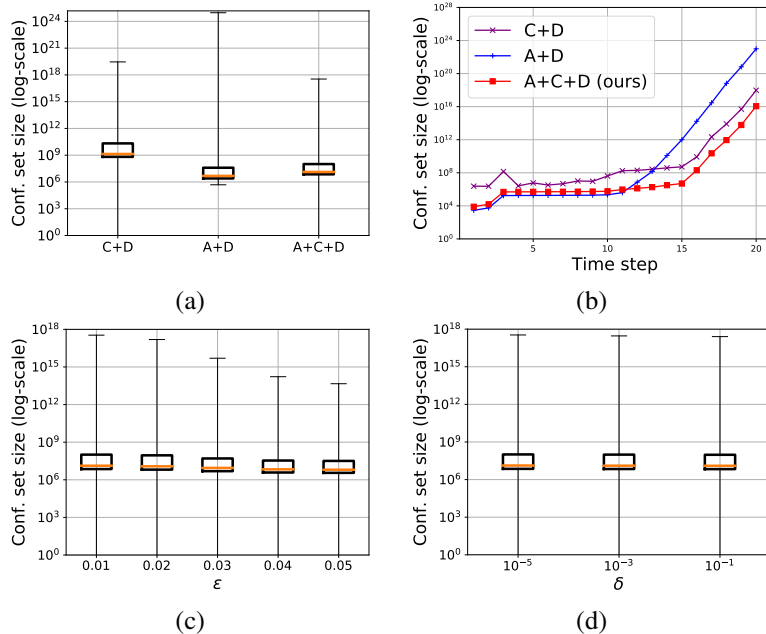 Conf. set size (log-scale)
10^24
10^21
10^18
10^15
10^12
10^9
10^6
10^3
10^0
C+D A+D A+C+D
(a)
Conf. set size (log-scale)
10^28
10^24
10^20
10^16
10^12
10^8
10^4
10^0
C+D
A+D
A+C+D (ours)
5 10 15 20
Time step
(b)
Conf. set size (log-scale)
10^18
10^15
10^12
10^9
10^6
10^3
10^0
0.01 0.02 0.03 0.04 0.05
ε
(c)
Conf. set size (log-scale)
10^18
10^15
10^12
10^9
10^6
10^3
10^0
10^−5 10^−3 10^−1
δ
(d)